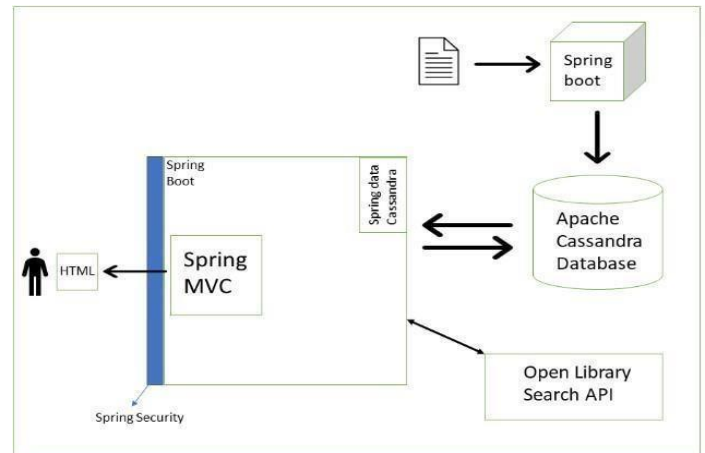 Spring
boot
Spring
Boot
Spring data
Cassandra
Apache
Cassandra
Database
HTML
Spring
MVC
Open Library
Search API
Spring Security